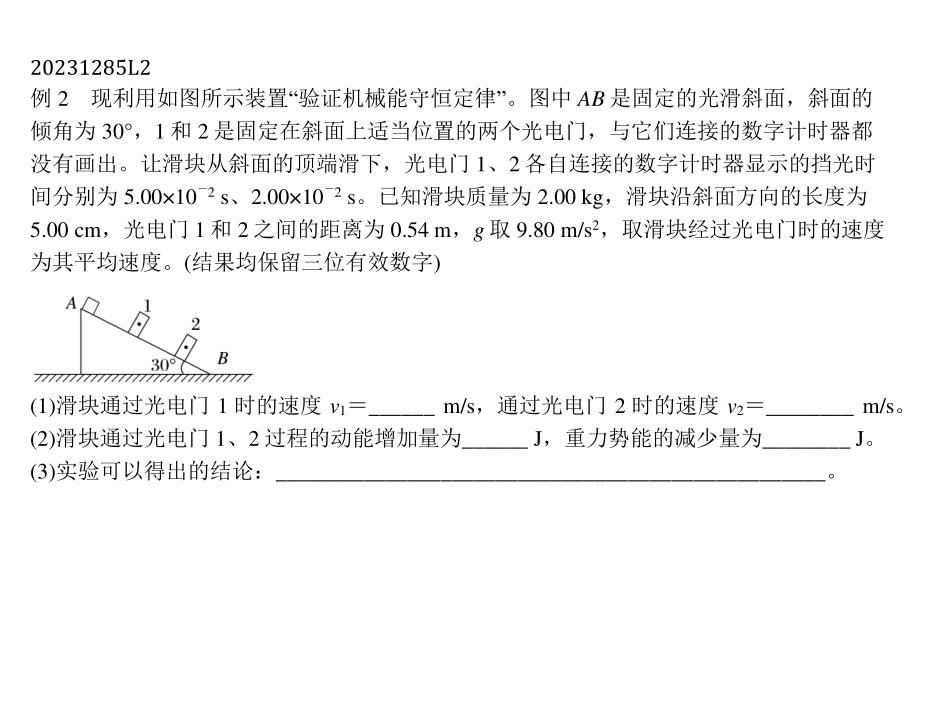 20231285L2
例 2　现利用如图所示装置“验证机械能守恒定律”。图中 AB 是固定的光滑斜面，斜面的
倾角为 30°，1 和 2 是固定在斜面上适当位置的两个光电门，与它们连接的数字计时器都
没有画出。让滑块从斜面的顶端滑下，光电门 1、2 各自连接的数字计时器显示的挡光时
间分别为 5.00×10⁻² s、2.00×10⁻² s。已知滑块质量为 2.00 kg，滑块沿斜面方向的长度为
5.00 cm，光电门 1 和 2 之间的距离为 0.54 m，g 取 9.80 m/s²，取滑块经过光电门时的速度
为其平均速度。(结果均保留三位有效数字)
A
1
2
30°
B
(1)滑块通过光电门 1 时的速度 v₁＝______ m/s，通过光电门 2 时的速度 v₂＝________ m/s。
(2)滑块通过光电门 1、2 过程的动能增加量为______ J，重力势能的减少量为________ J。
(3)实验可以得出的结论：__________________________________________________。